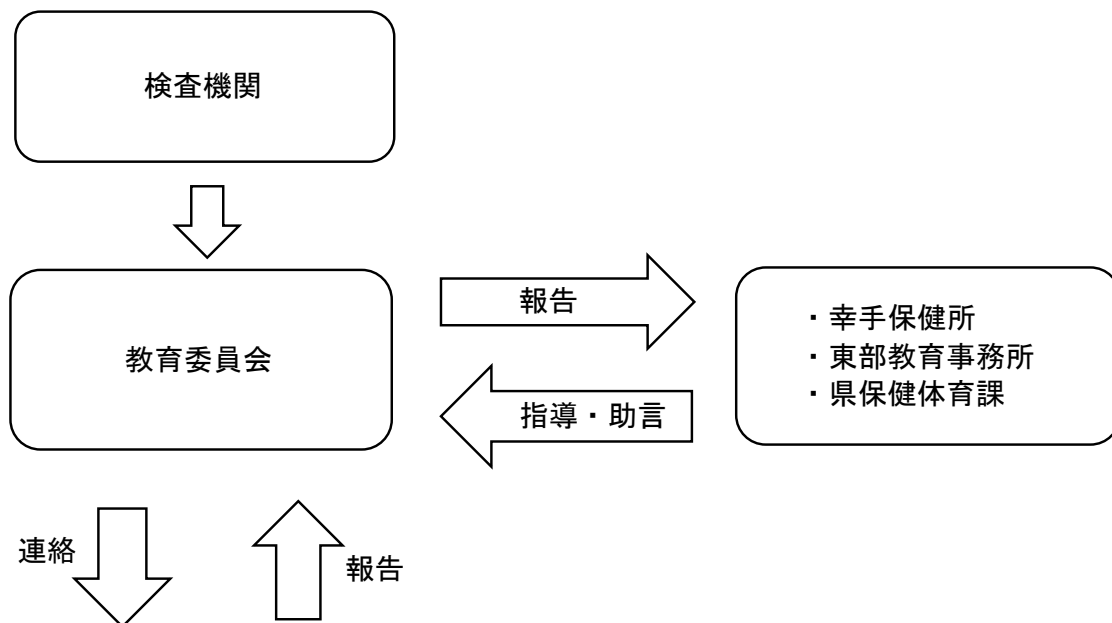 検査機関
教育委員会
報告
指導・助言
・幸手保健所
・東部教育事務所
・県保健体育課
連絡
報告